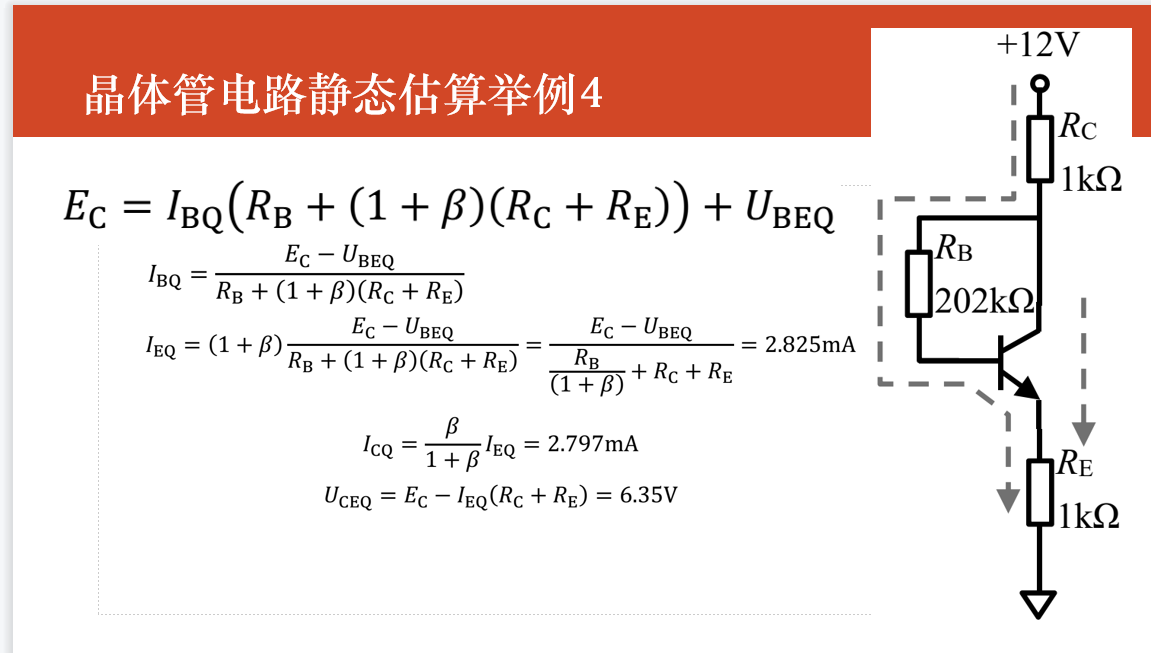 晶体管电路静态估算举例4
E_C = I_BQ(R_B + (1 + β)(R_C + R_E)) + U_BEQ
I_BQ = (E_C − U_BEQ) / (R_B + (1 + β)(R_C + R_E))
I_EQ = (1 + β) (E_C − U_BEQ) / (R_B + (1 + β)(R_C + R_E)) = (E_C − U_BEQ) / (R_B / (1 + β) + R_C + R_E) = 2.825mA
I_CQ = β / (1 + β) I_EQ = 2.797mA
U_CEQ = E_C − I_EQ(R_C + R_E) = 6.35V
+12V
R_C
1kΩ
R_B
202kΩ
R_E
1kΩ